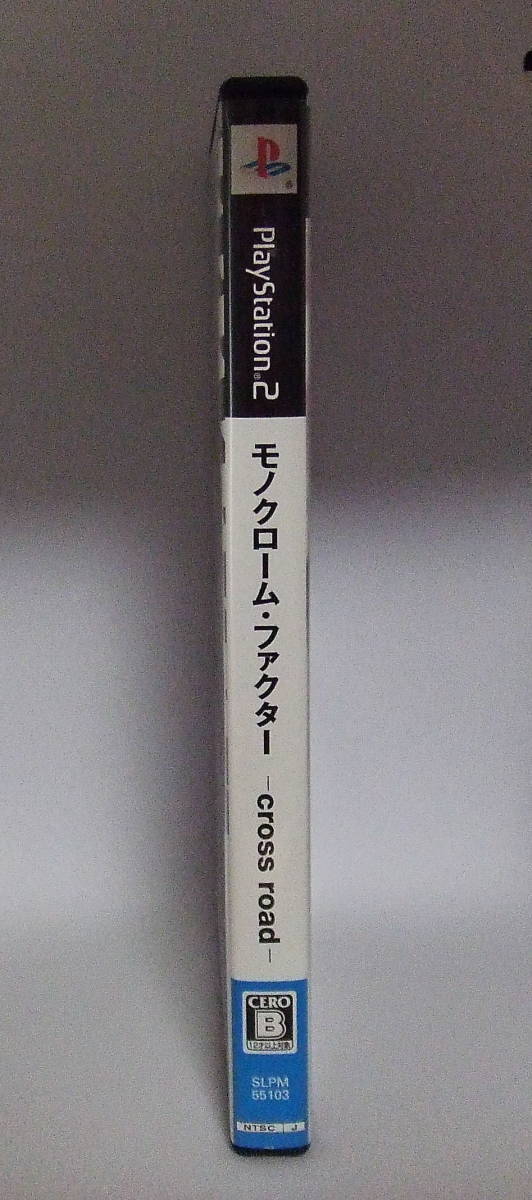 PlayStation®2
モノクローム・ファクター －cross road－
CERO
B
12才以上対象
SLPM
55103
NTSC J